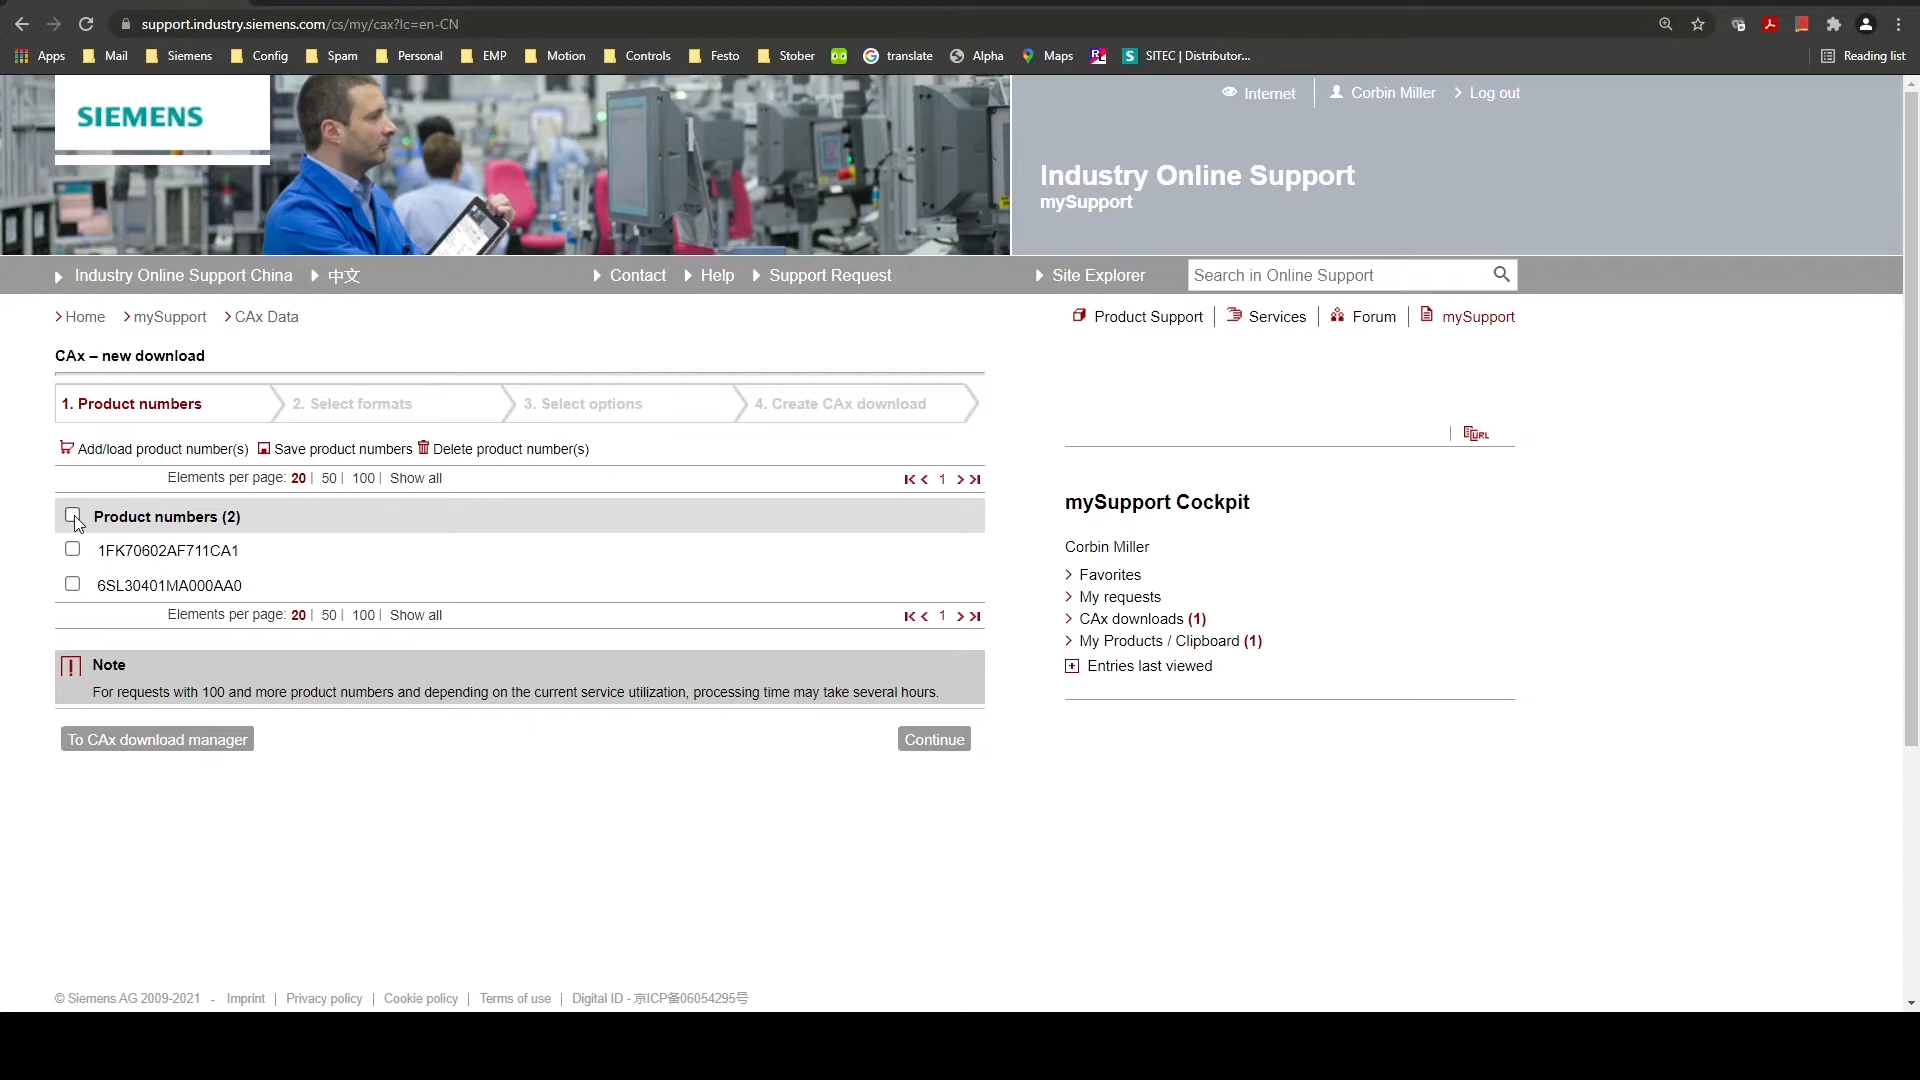 support.industry.siemens.com/cs/my/cax?lc=en-CN
Apps Mail Siemens Config Spam Personal EMP Motion Controls Festo Stober translate Alpha Maps SITEC | Distributor... Reading list
SIEMENS
Internet Corbin Miller Log out
Industry Online Support
mySupport
Industry Online Support China 中文 Contact Help Support Request Site Explorer Search in Online Support
Home mySupport CAx Data
Product Support Services Forum mySupport
CAx – new download
1. Product numbers 2. Select formats 3. Select options 4. Create CAx download
URL
Add/load product number(s) Save product numbers Delete product number(s)
Elements per page: 20 | 50 | 100 | Show all 1
Product numbers (2)
1FK70602AF711CA1
6SL30401MA000AA0
Elements per page: 20 | 50 | 100 | Show all 1
Note
For requests with 100 and more product numbers and depending on the current service utilization, processing time may take several hours.
To CAx download manager Continue
mySupport Cockpit
Corbin Miller
Favorites
My requests
CAx downloads (1)
My Products / Clipboard (1)
Entries last viewed
© Siemens AG 2009-2021 - Imprint | Privacy policy | Cookie policy | Terms of use | Digital ID - 京ICP备06054295号